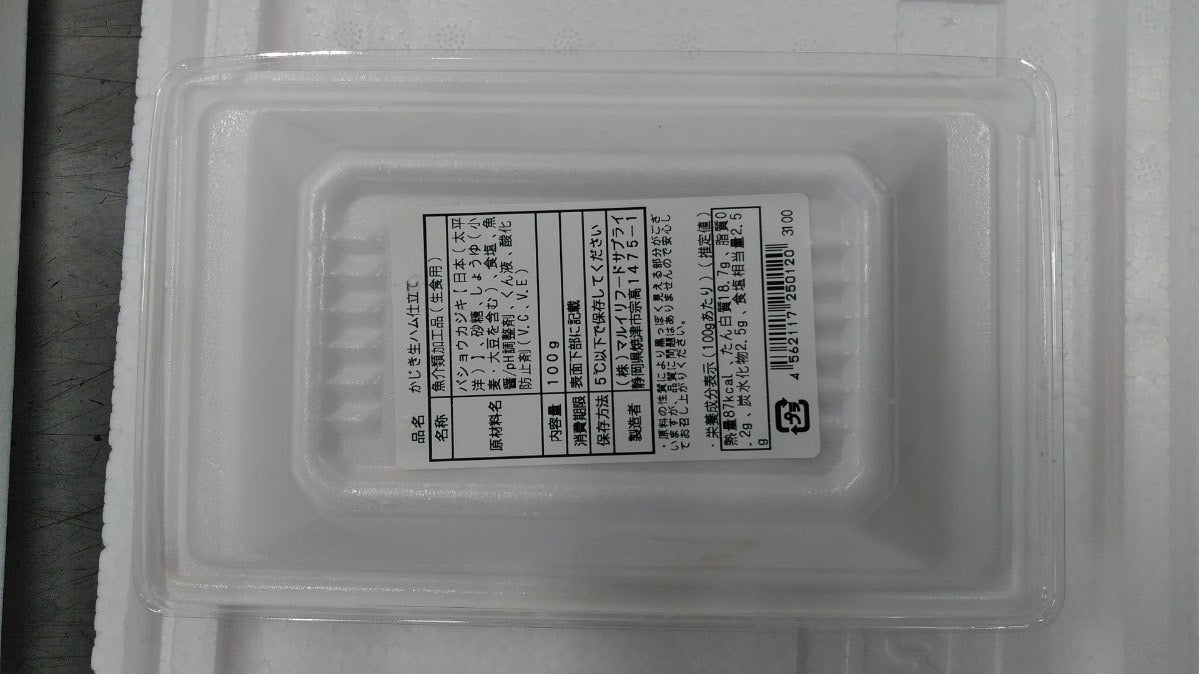 品名 かじき生ハム仕立て
名称 魚介類加工品(生食用)
原材料名 バショウカジキ【日本(太平
洋)】、砂糖、しょうゆ(小
麦:大豆を含む)、食塩、魚
醤/pH調整剤、くん液、酸化
防止剤(V.C、V.E)
内容量 100g
消費期限 表面下部に記載
保存方法 5℃以下で保存してください
製造者 (株)マルイリフードサプライ
静岡県焼津市宗高1475-1
・原料の性質により黒っぽく見える部分がござ
いますが、品質に問題はありませんので安心し
てお召し上がりください。
・栄養成分表示(100gあたり)(推定値)
熱量87kcal、たん白質18.7g、脂質0
.2g、炭水化物2.5g、食塩相当量2.5
g
プラ
4562117250120 3100